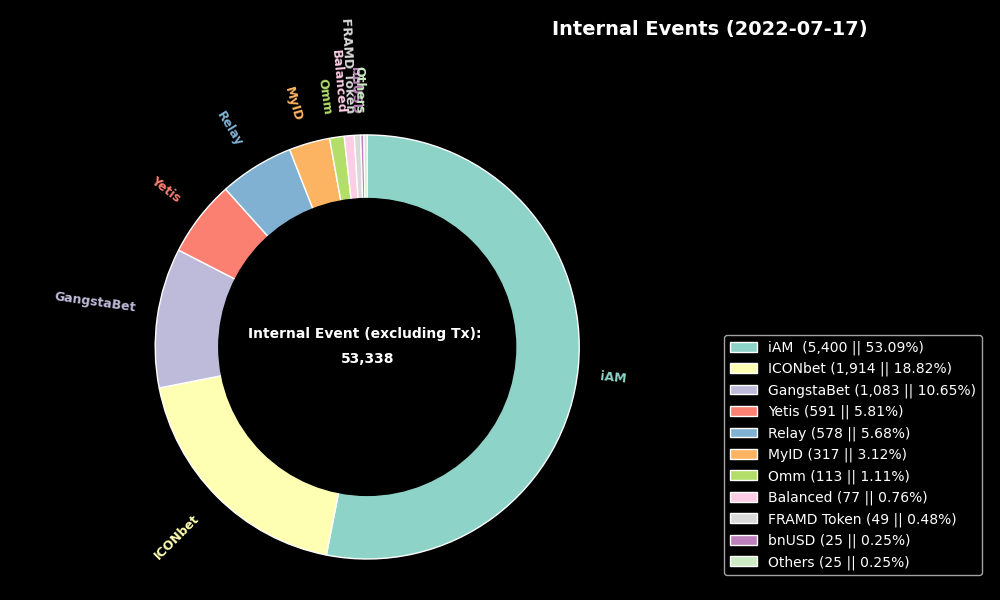 Internal Events (2022-07-17)
FRAMD Token
Others
Balanced
Omm
MyID
Relay
Yetis
GangstaBet
Internal Event (excluding Tx):
53,338
iAM
ICONbet
iAM (5,400 || 53.09%)
ICONbet (1,914 || 18.82%)
GangstaBet (1,083 || 10.65%)
Yetis (591 || 5.81%)
Relay (578 || 5.68%)
MyID (317 || 3.12%)
Omm (113 || 1.11%)
Balanced (77 || 0.76%)
FRAMD Token (49 || 0.48%)
bnUSD (25 || 0.25%)
Others (25 || 0.25%)